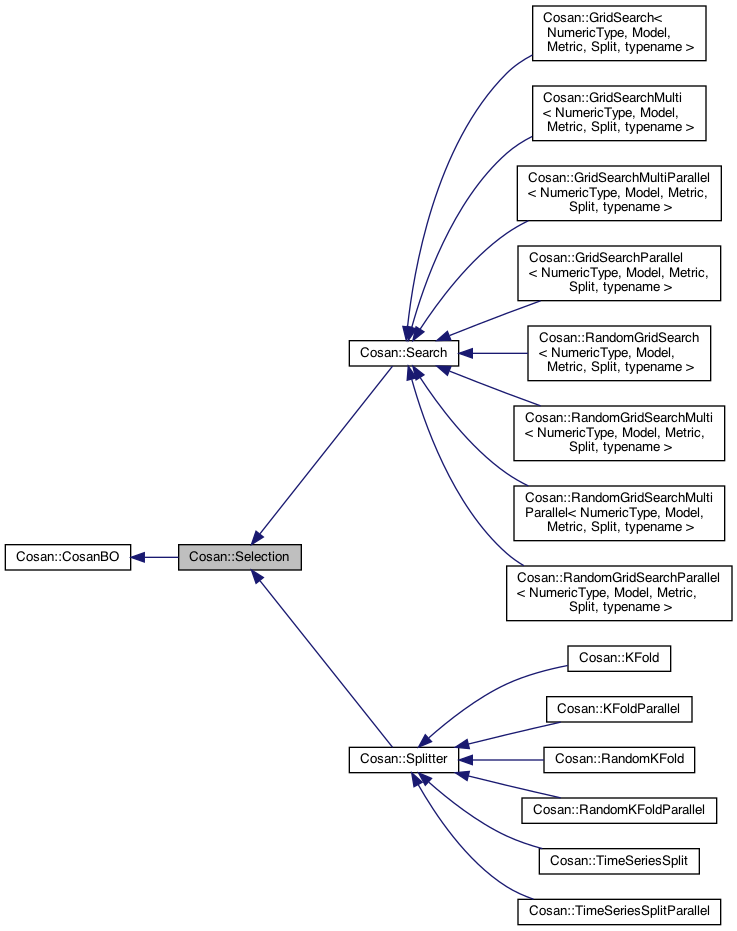 Cosan::GridSearch<
NumericType, Model,
Metric, Split, typename >
Cosan::GridSearchMulti
< NumericType, Model,
Metric, Split, typename >
Cosan::GridSearchMultiParallel
< NumericType, Model, Metric,
Split, typename >
Cosan::GridSearchParallel
< NumericType, Model, Metric,
Split, typename >
Cosan::Search
Cosan::RandomGridSearch
< NumericType, Model,
Metric, Split, typename >
Cosan::RandomGridSearchMulti
< NumericType, Model, Metric,
Split, typename >
Cosan::RandomGridSearchMulti
Parallel< NumericType, Model,
Metric, Split, typename >
Cosan::CosanBO
Cosan::Selection
Cosan::RandomGridSearchParallel
< NumericType, Model, Metric,
Split, typename >
Cosan::KFold
Cosan::KFoldParallel
Cosan::Splitter
Cosan::RandomKFold
Cosan::RandomKFoldParallel
Cosan::TimeSeriesSplit
Cosan::TimeSeriesSplitParallel